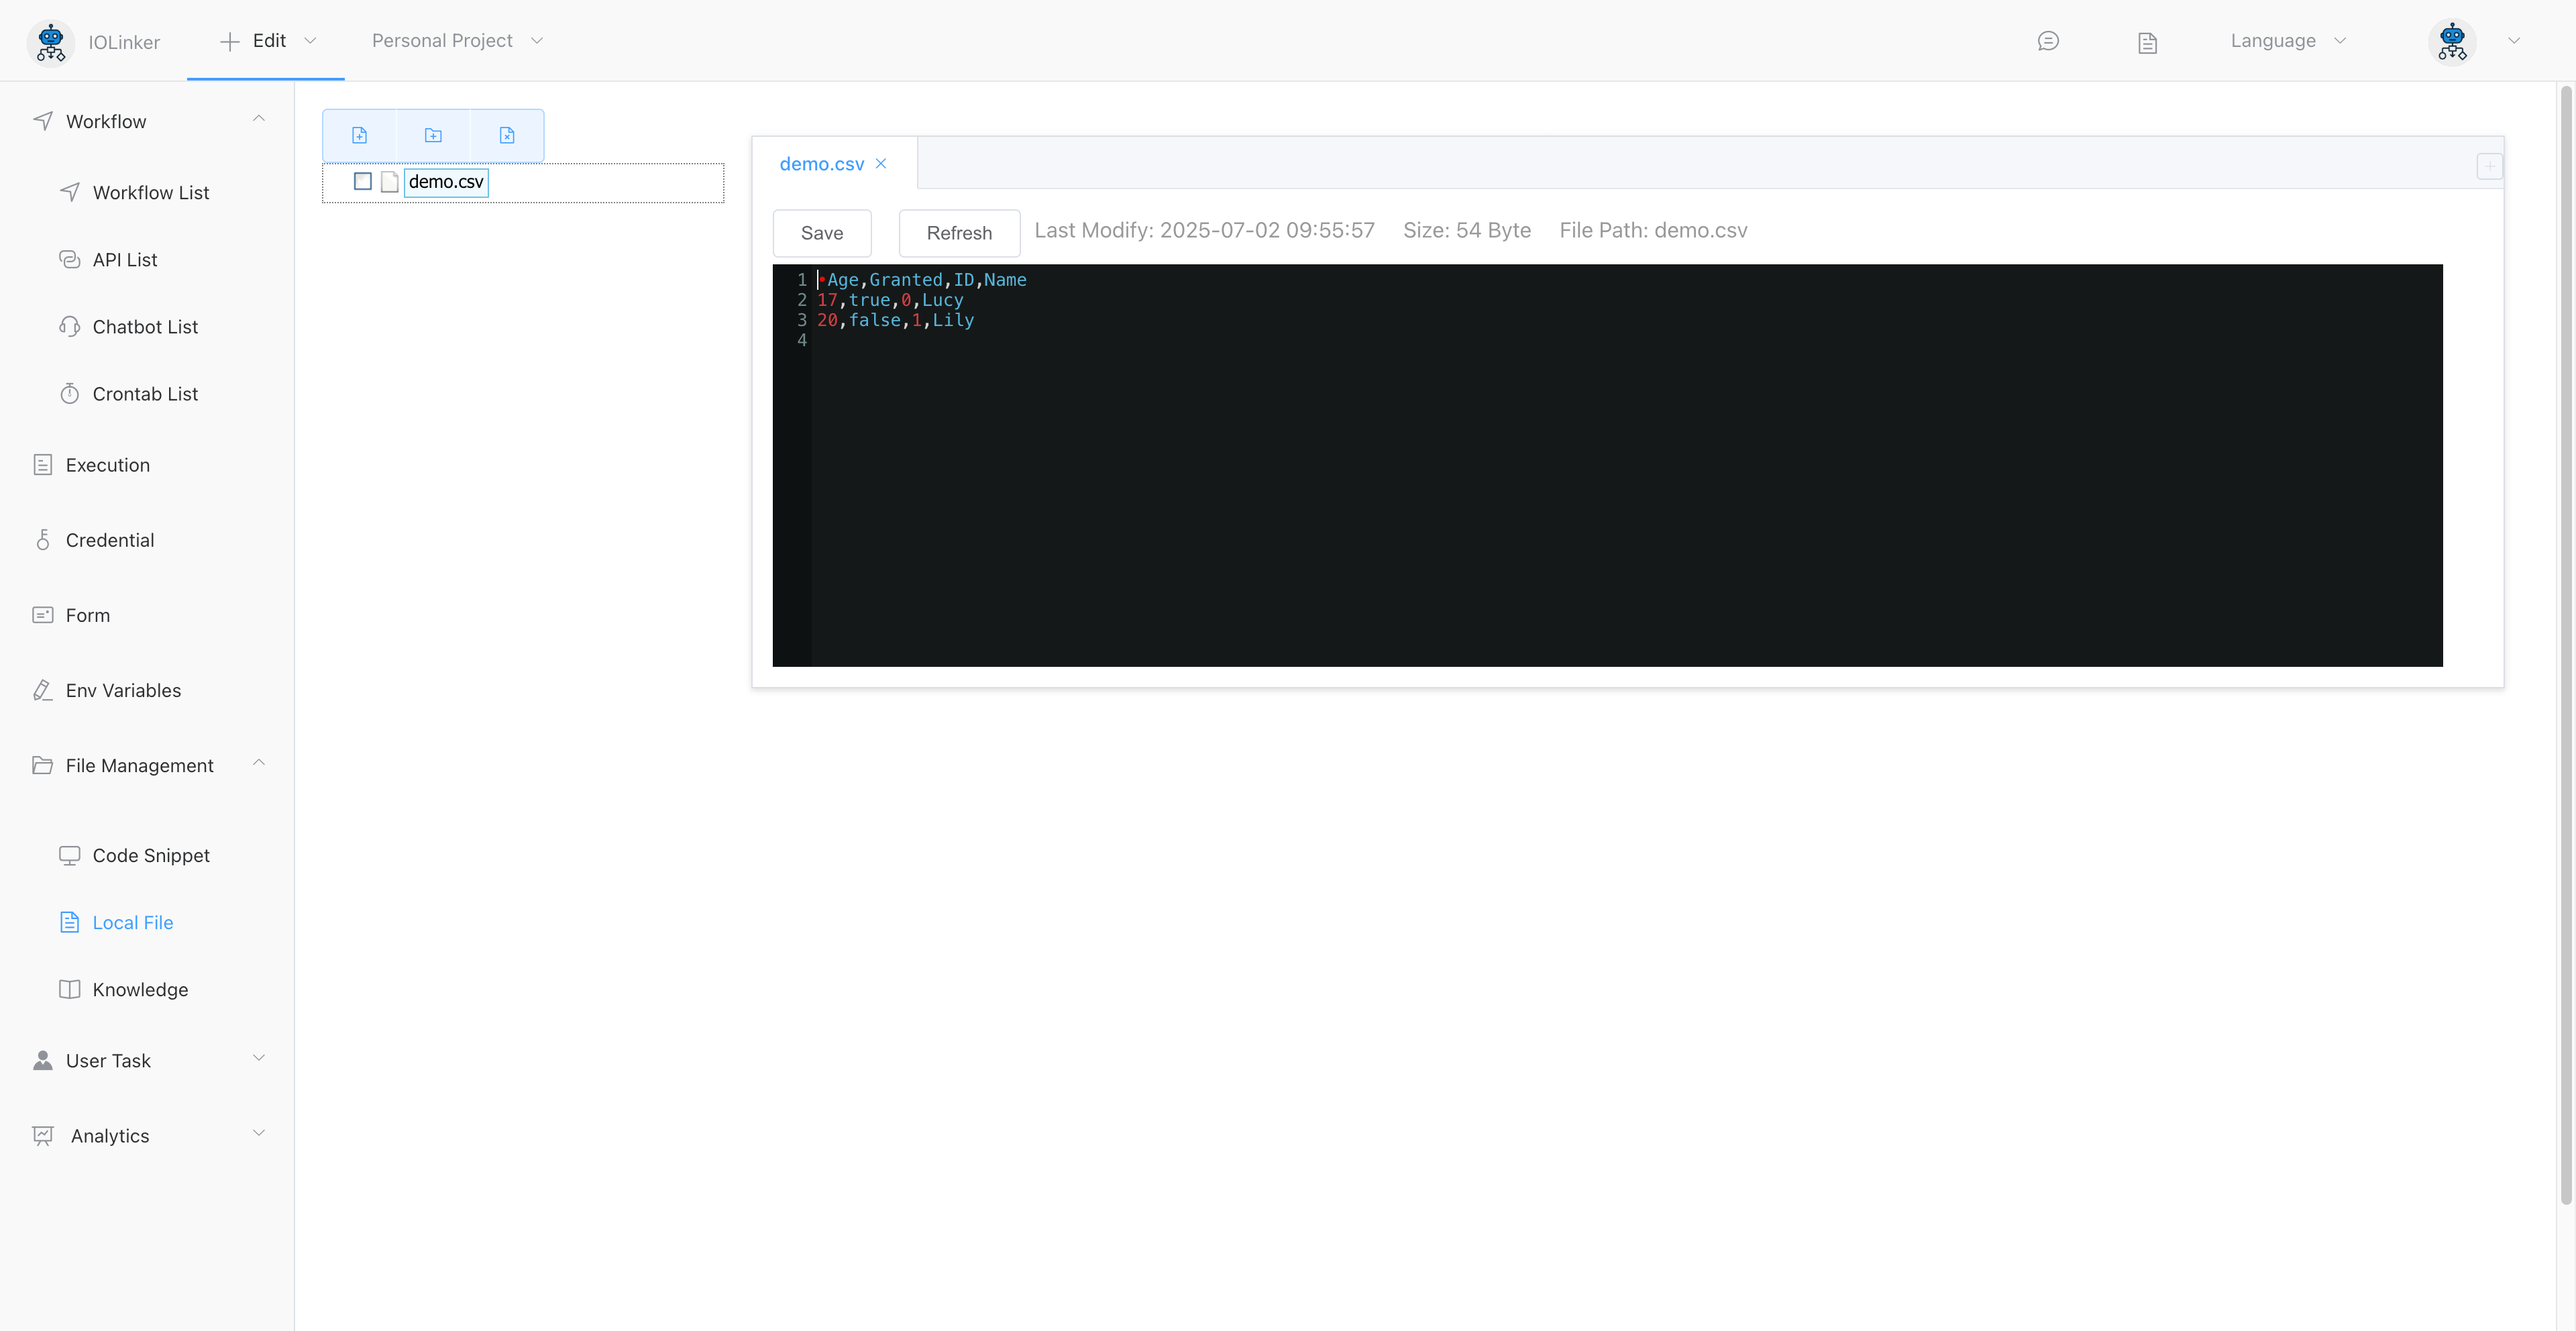 IOLinker
Edit
Personal Project
Language
Workflow
Workflow List
API List
Chatbot List
Crontab List
Execution
Credential
Form
Env Variables
File Management
Code Snippet
Local File
Knowledge
User Task
Analytics
demo.csv
demo.csv
Save
Refresh
Last Modify: 2025-07-02 09:55:57 Size: 54 Byte File Path: demo.csv
1 •Age,Granted,ID,Name
2 17,true,0,Lucy
3 20,false,1,Lily
4